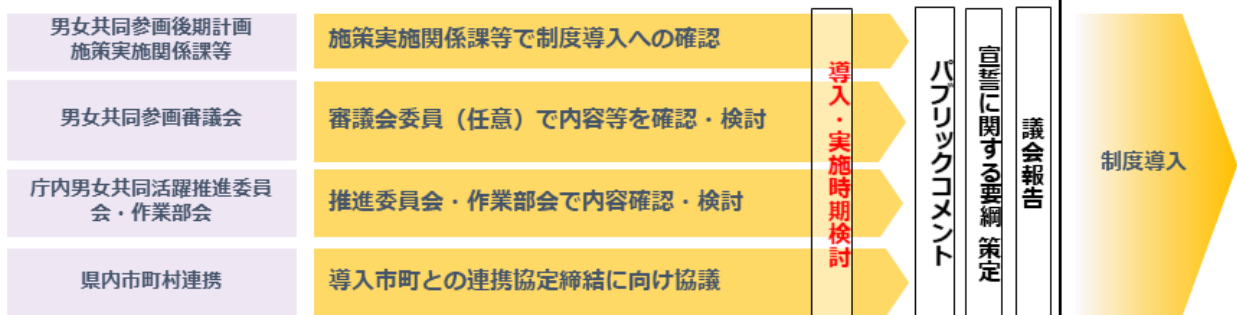 男女共同参画後期計画
施策実施関係課等
施策実施関係課等で制度導入への確認
男女共同参画審議会
審議会委員（任意）で内容等を確認・検討
庁内男女共同活躍推進委員
会・作業部会
推進委員会・作業部会で内容確認・検討
県内市町村連携
導入市町との連携協定締結に向け協議
導入・実施時期検討
パブリックコメント
宣誓に関する要綱 策定
議会報告
制度導入